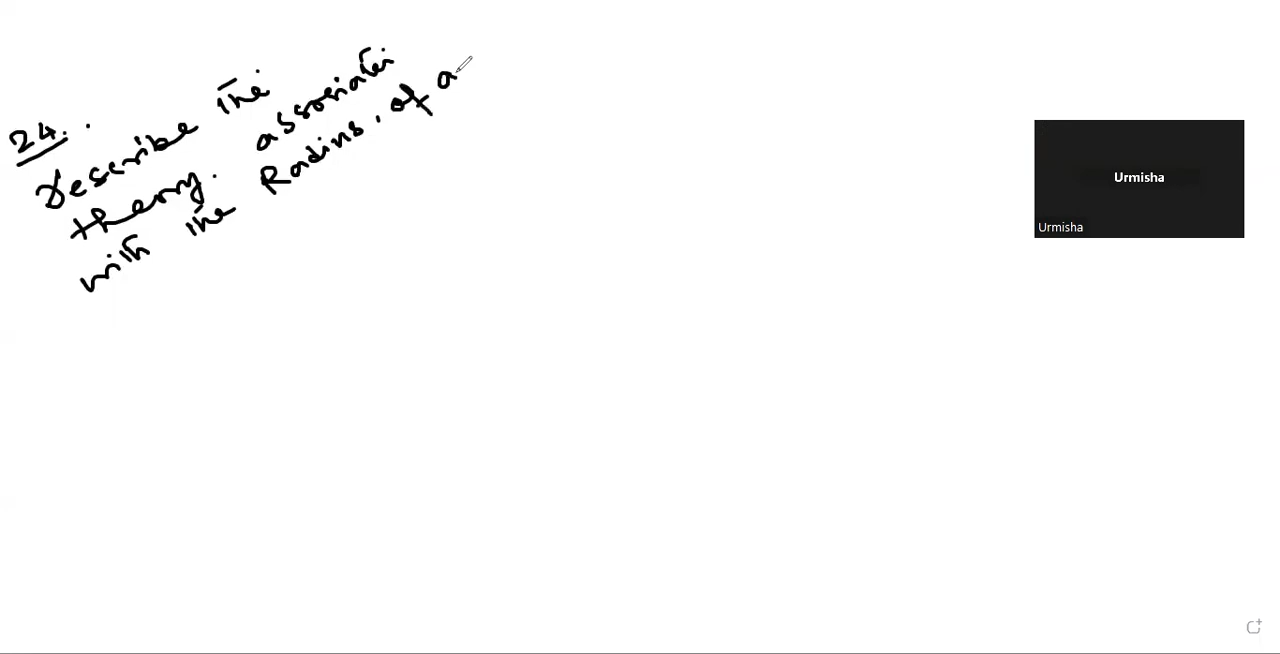 24.
Describe the
theory. associated
with the Radius. of a
Urmisha
Urmisha